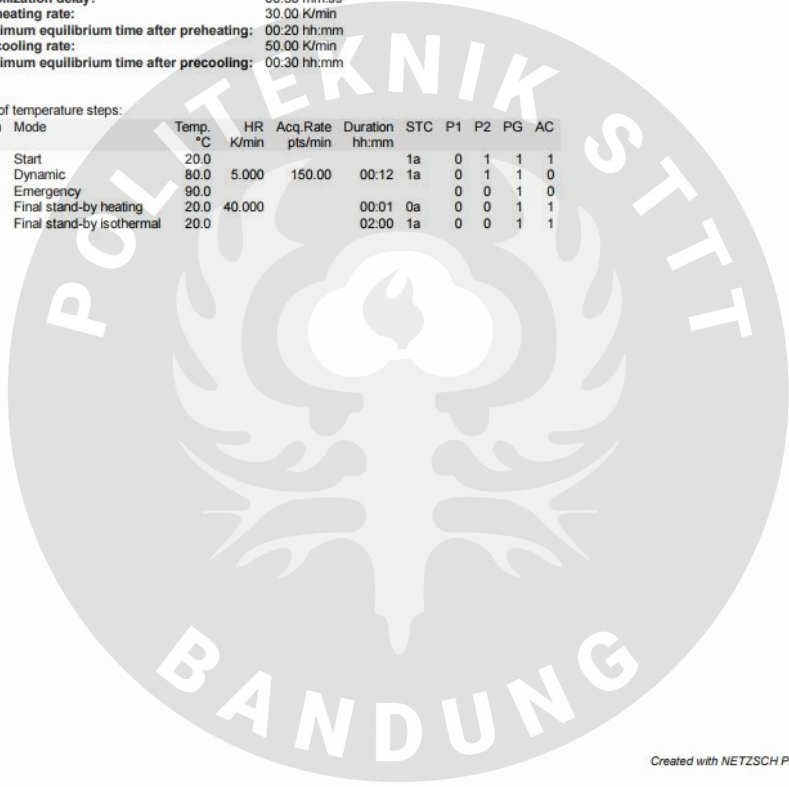 heating rate: 30.00 K/min
imum equilibrium time after preheating: 00:20 hh:mm
cooling rate: 50.00 K/min
imum equilibrium time after precooling: 00:30 hh:mm
of temperature steps:
Mode Temp. HR Acq.Rate Duration STC P1 P2 PG AC
°C K/min pts/min hh:mm
Start 20.0 1a 0 1 1 1
Dynamic 80.0 5.000 150.00 00:12 1a 0 1 1 0
Emergency 90.0 0 0 1 0
Final stand-by heating 20.0 40.000 00:01 0a 0 0 1 1
Final stand-by isothermal 20.0 02:00 1a 0 0 1 1
POLITEKNIK STTT
BANDUNG
Created with NETZSCH P